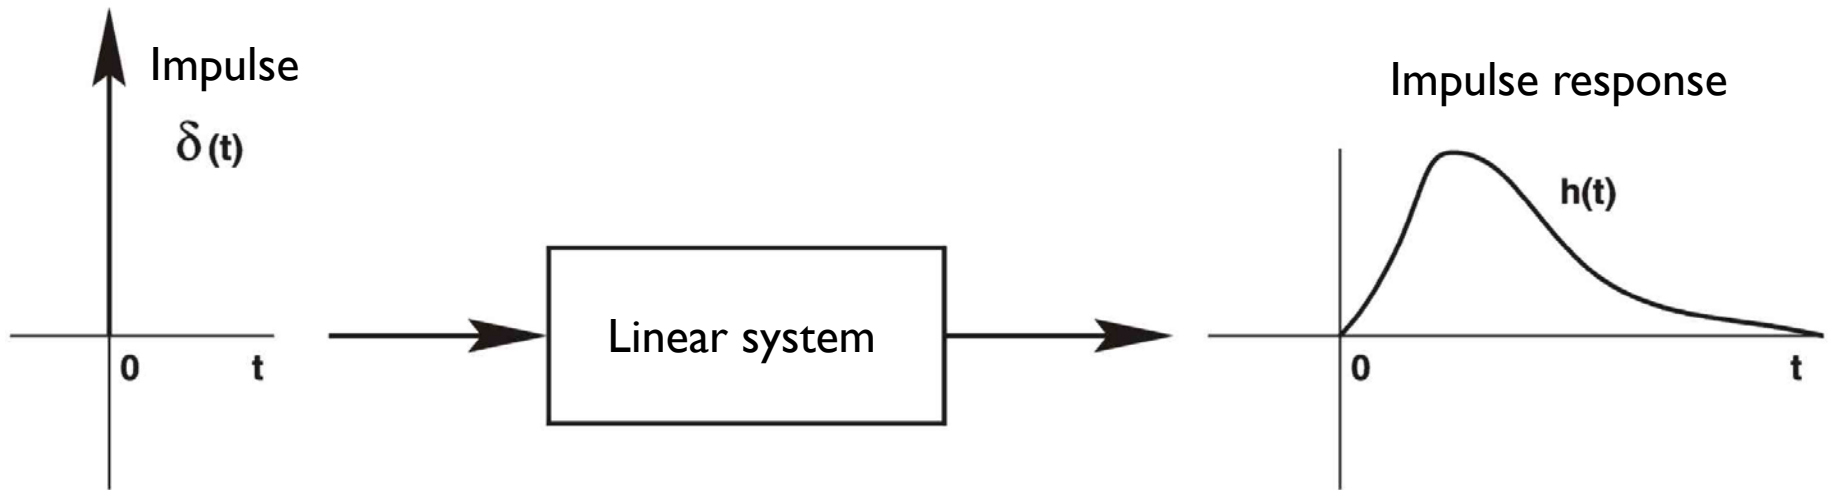 Impulse
δ(t)
0 t
Linear system
Impulse response
h(t)
0 t